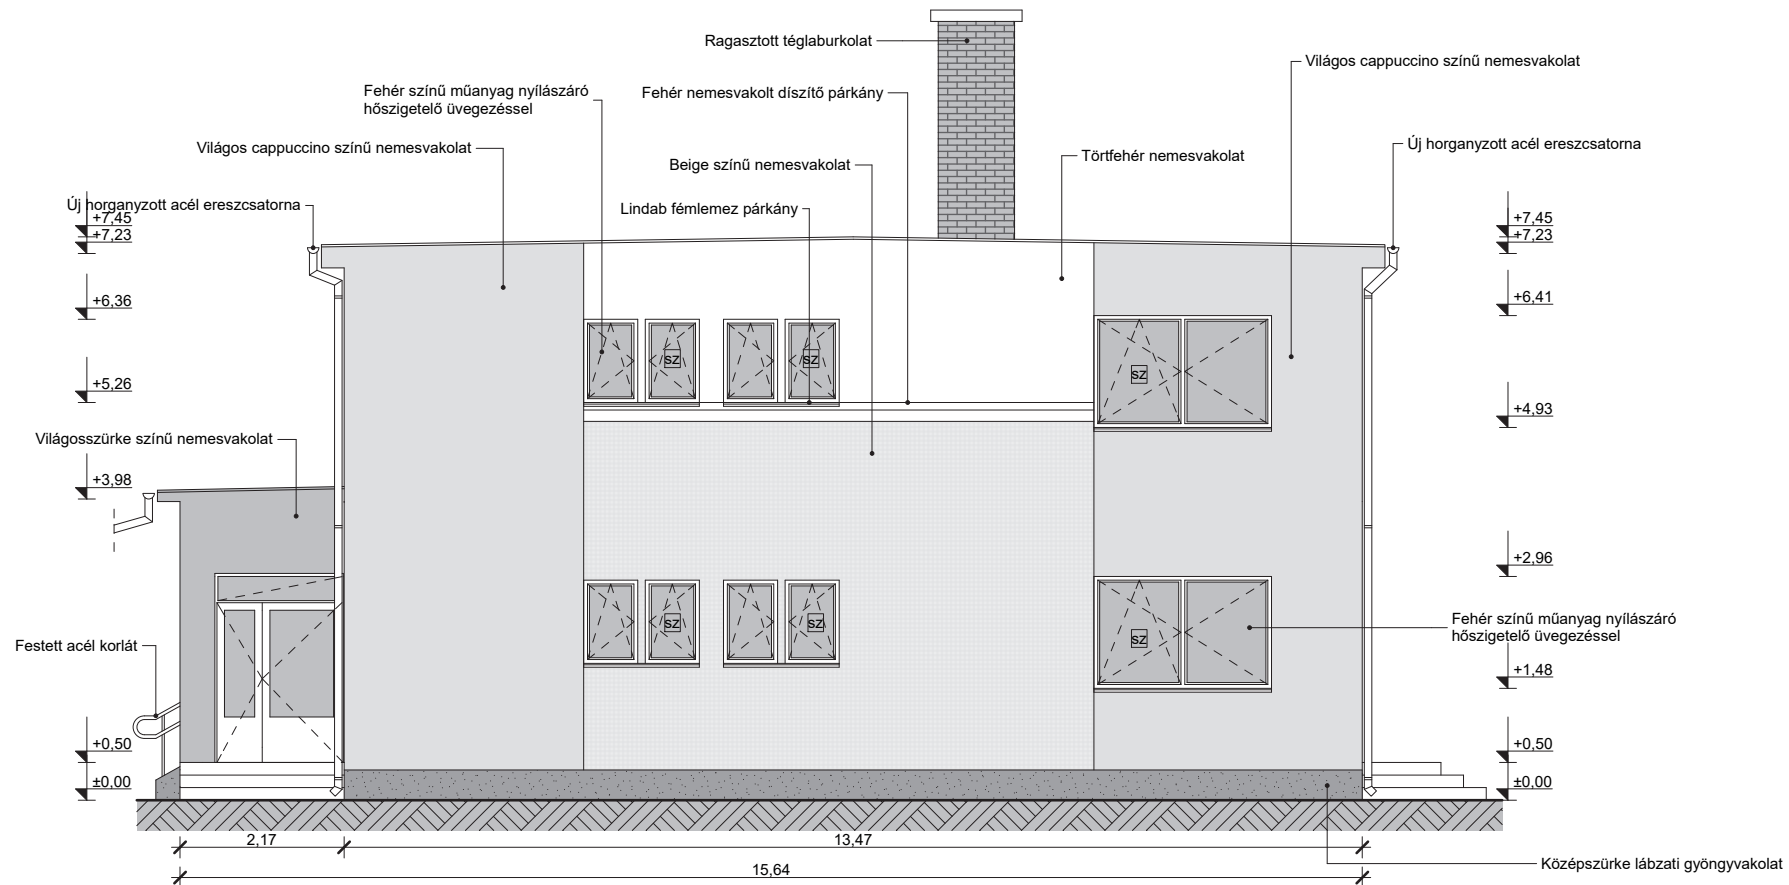 Ragasztott téglaburkolat
Világos cappuccino színű nemesvakolat
Fehér színű műanyag nyílászáró
hőszigetelő üvegezéssel
Fehér nemesvakolt díszítő párkány
Világos cappuccino színű nemesvakolat
Beige színű nemesvakolat
Törtfehér nemesvakolat
Új horganyzott acél ereszcsatorna
Új horganyzott acél ereszcsatorna
Lindab fémlemez párkány
+7,45
+7,23
+7,45
+7,23
+6,36
+6,41
SZ
SZ
SZ
+5,26
+4,93
Világosszürke színű nemesvakolat
+3,98
+2,96
SZ
SZ
SZ
Fehér színű műanyag nyílászáró
hőszigetelő üvegezéssel
Festett acél korlát
+1,48
+0,50
+0,50
±0,00
±0,00
2,17
13,47
15,64
Középszürke lábzati gyöngyvakolat